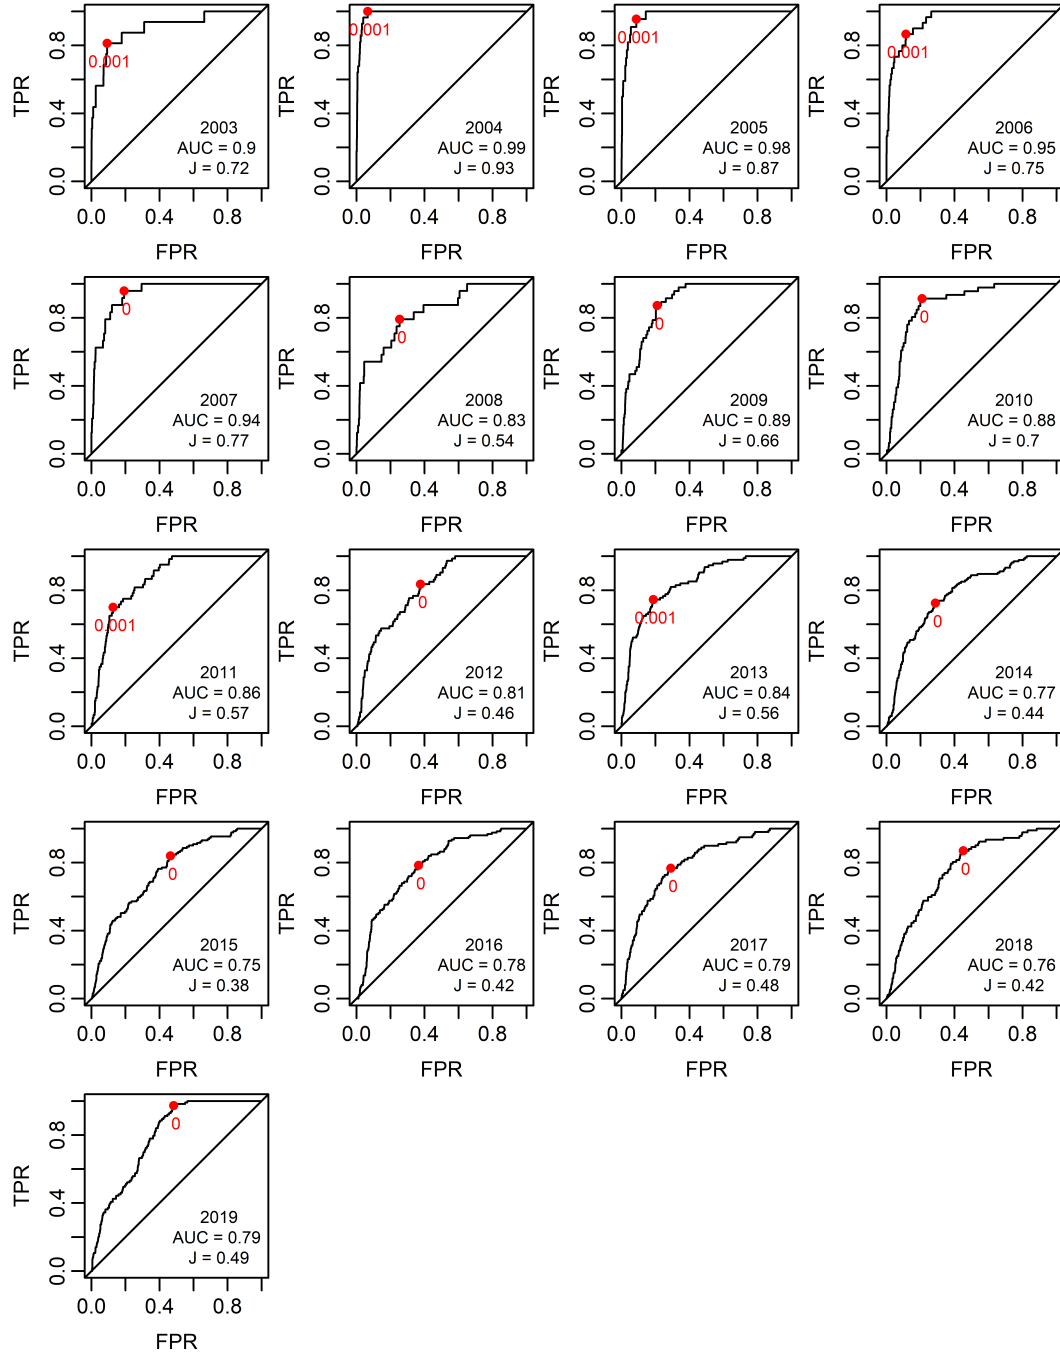 TPR
0.8
0.4
0.0
0.001
2003
AUC = 0.9
J = 0.72
0.0 0.4 0.8
FPR
TPR
0.8
0.4
0.0
0.001
2004
AUC = 0.99
J = 0.93
0.0 0.4 0.8
FPR
TPR
0.8
0.4
0.0
0.001
2005
AUC = 0.98
J = 0.87
0.0 0.4 0.8
FPR
TPR
0.8
0.4
0.0
0.001
2006
AUC = 0.95
J = 0.75
0.0 0.4 0.8
FPR
TPR
0.8
0.4
0.0
0
2007
AUC = 0.94
J = 0.77
0.0 0.4 0.8
FPR
TPR
0.8
0.4
0.0
0
2008
AUC = 0.83
J = 0.54
0.0 0.4 0.8
FPR
TPR
0.8
0.4
0.0
0
2009
AUC = 0.89
J = 0.66
0.0 0.4 0.8
FPR
TPR
0.8
0.4
0.0
0
2010
AUC = 0.88
J = 0.7
0.0 0.4 0.8
FPR
TPR
0.8
0.4
0.0
0.001
2011
AUC = 0.86
J = 0.57
0.0 0.4 0.8
FPR
TPR
0.8
0.4
0.0
0
2012
AUC = 0.81
J = 0.46
0.0 0.4 0.8
FPR
TPR
0.8
0.4
0.0
0.001
2013
AUC = 0.84
J = 0.56
0.0 0.4 0.8
FPR
TPR
0.8
0.4
0.0
0
2014
AUC = 0.77
J = 0.44
0.0 0.4 0.8
FPR
TPR
0.8
0.4
0.0
0
2015
AUC = 0.75
J = 0.38
0.0 0.4 0.8
FPR
TPR
0.8
0.4
0.0
0
2016
AUC = 0.78
J = 0.42
0.0 0.4 0.8
FPR
TPR
0.8
0.4
0.0
0
2017
AUC = 0.79
J = 0.48
0.0 0.4 0.8
FPR
TPR
0.8
0.4
0.0
0
2018
AUC = 0.76
J = 0.42
0.0 0.4 0.8
FPR
TPR
0.8
0.4
0.0
0
2019
AUC = 0.79
J = 0.49
0.0 0.4 0.8
FPR